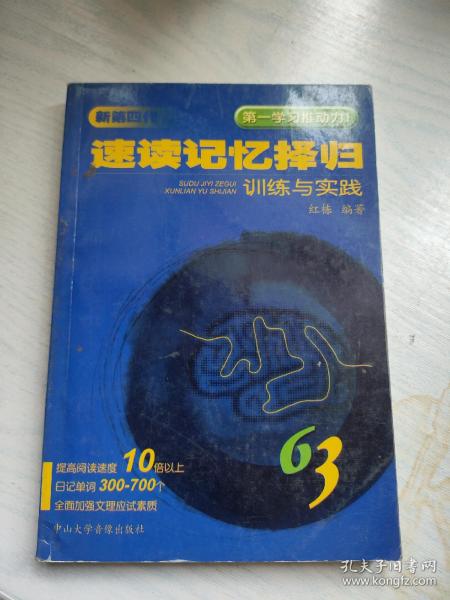 新第四代
第一学习推动力!
速读记忆择归
SUDU JIYI ZEGUI
XUNLIAN YU SHIJIAN
训练与实践
红栋 编著
63
提高阅读速度 10倍以上
日记单词 300-700个
全面加强文理应试素质
中山大学音像出版社
孔夫子旧书网
www.kongfz.com